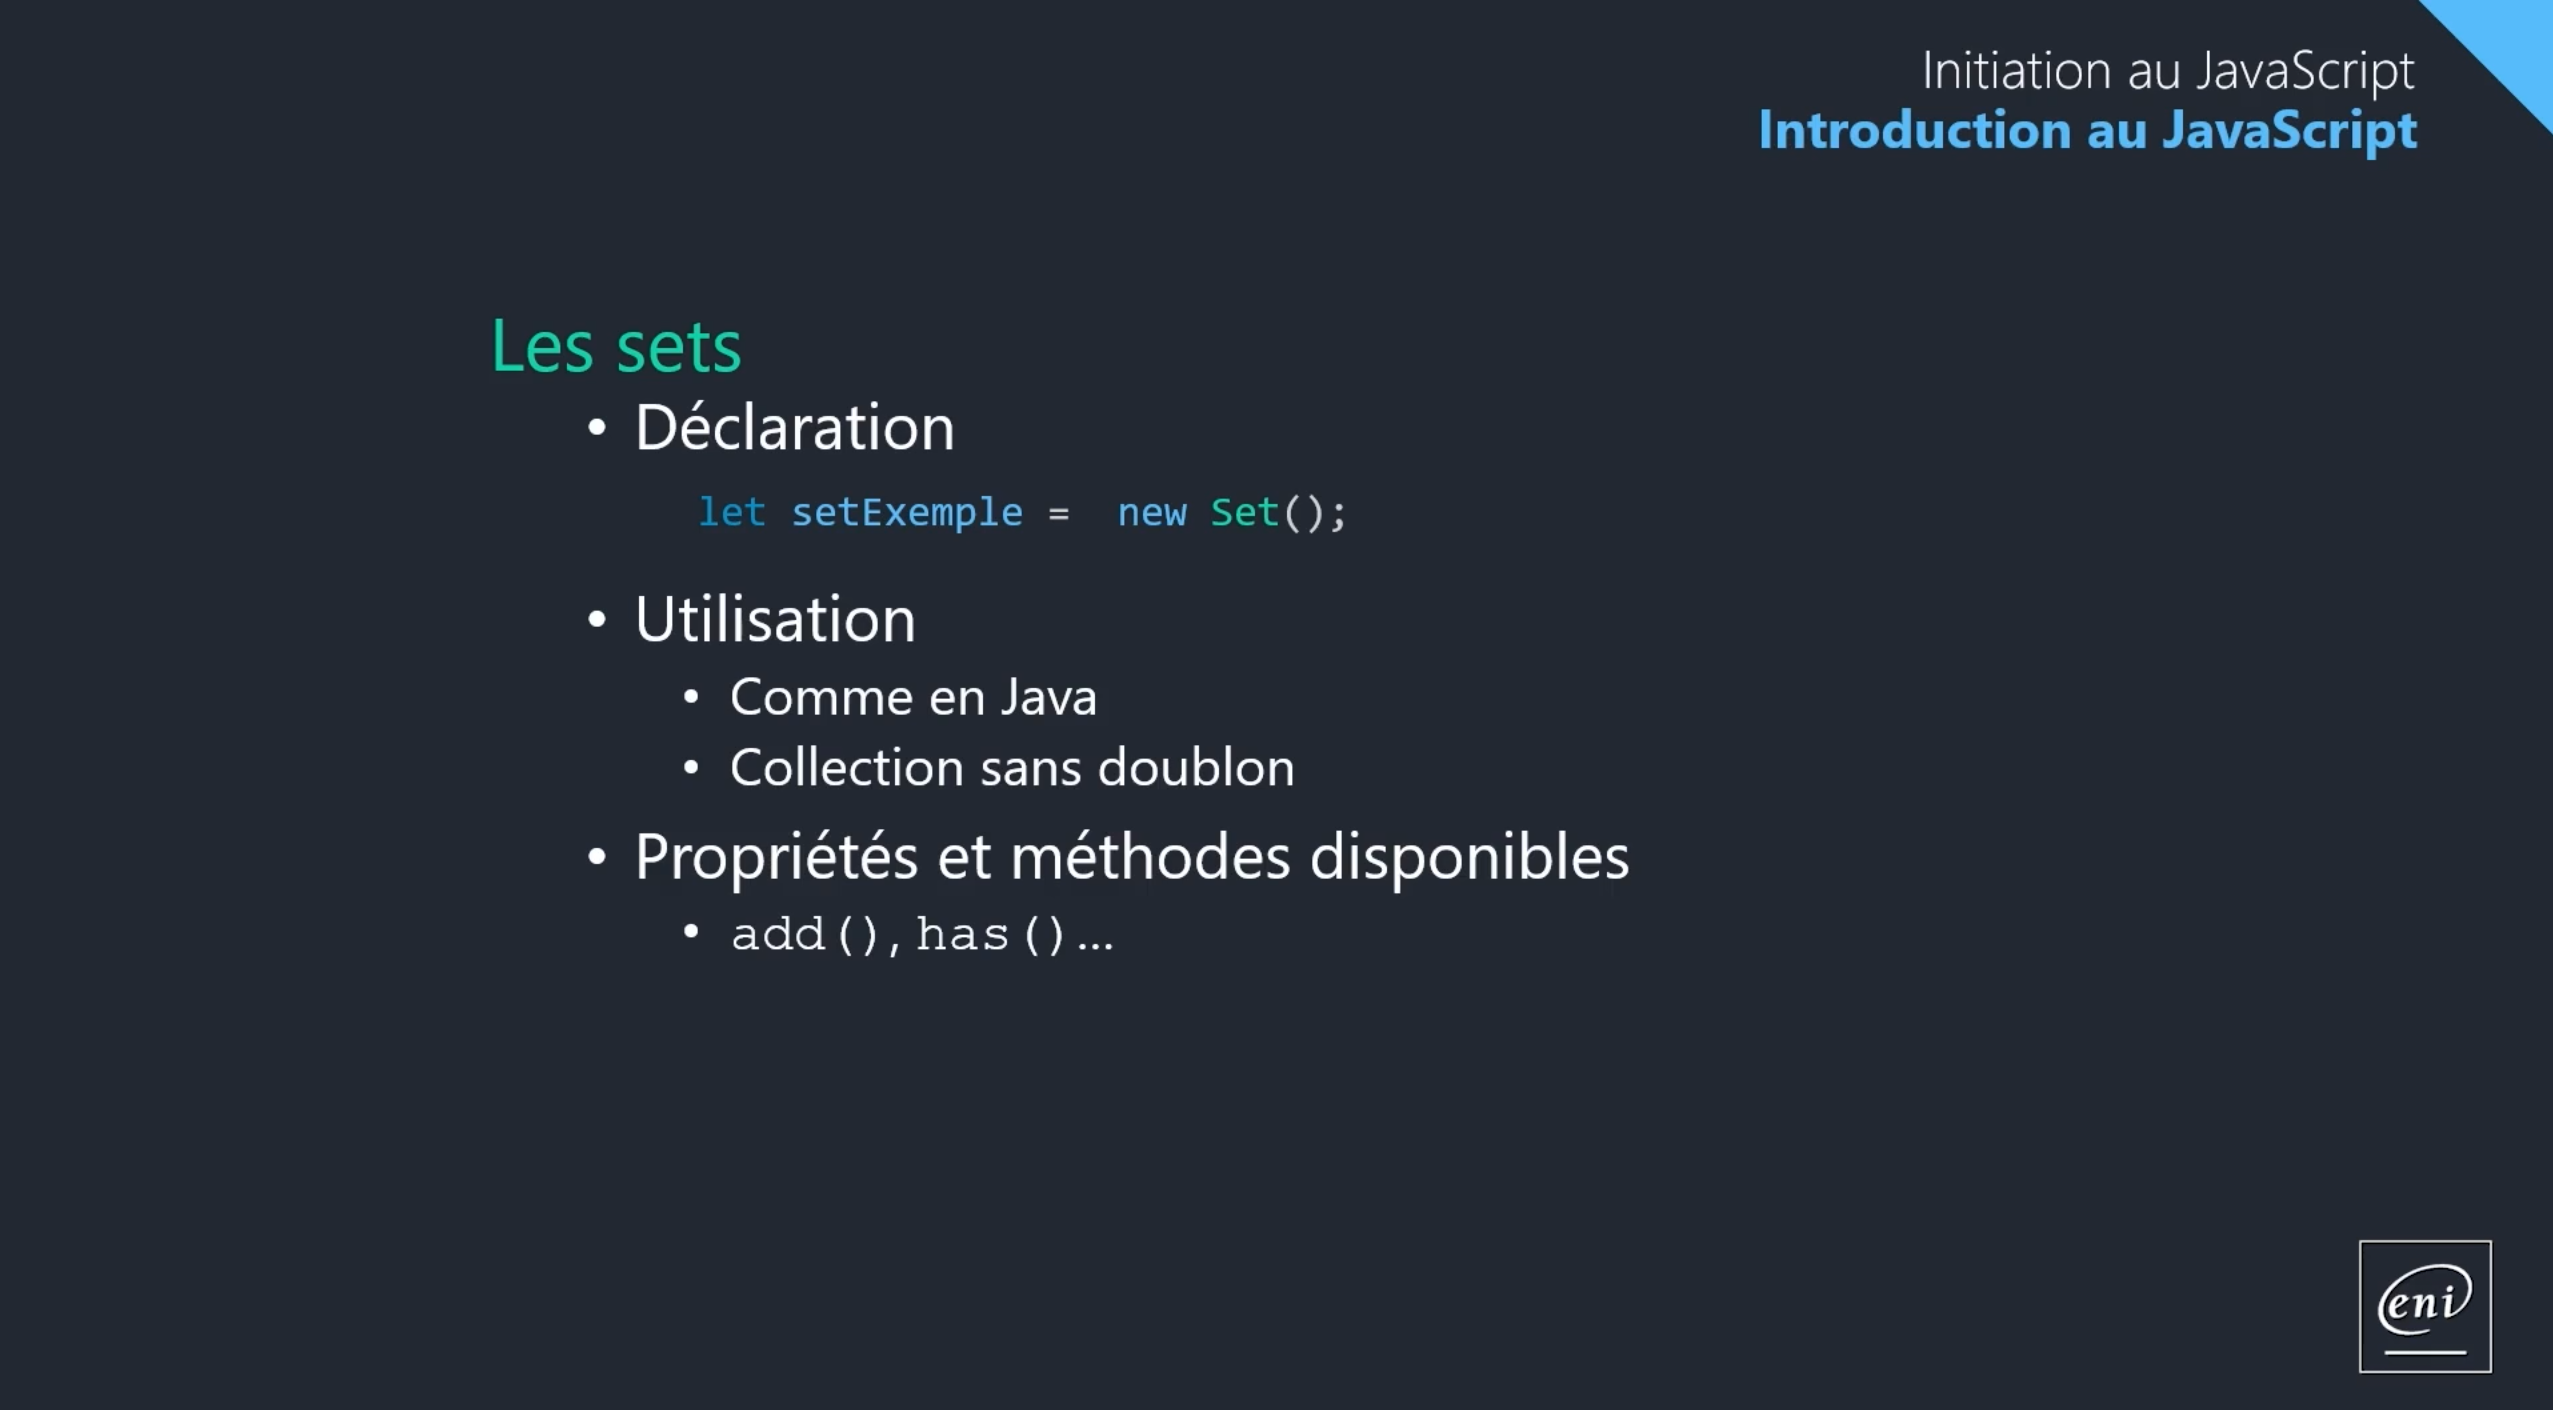 Initiation au JavaScript
Introduction au JavaScript
Les sets
• Déclaration
let setExemple =  new Set();
• Utilisation
• Comme en Java
• Collection sans doublon
• Propriétés et méthodes disponibles
• add(), has()…
eni